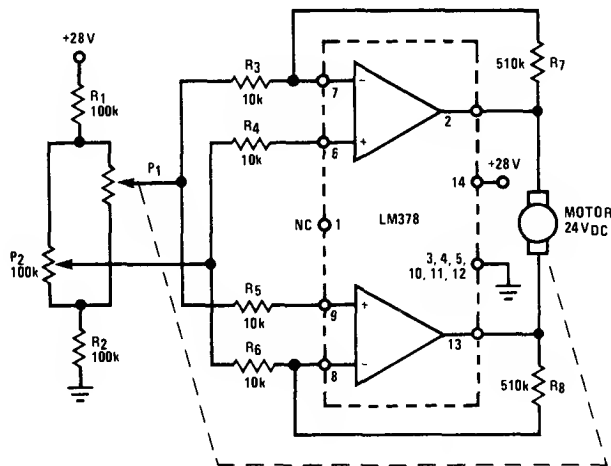 +28V
R1
100k
P1
P2
100k
R2
100k
R3
10k
R4
10k
R5
10k
R6
10k
7
−
6
+
NC 1
9
+
8
−
2
14
+28V
LM378
3, 4, 5,
10, 11, 12
13
510k R7
MOTOR
24VDC
510k R8